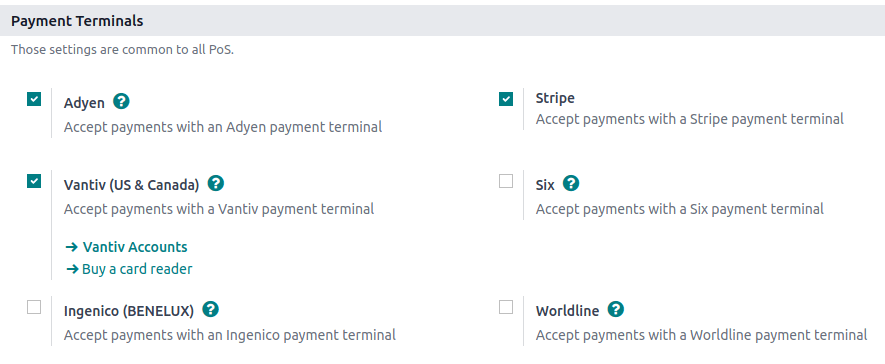 Payment Terminals
Those settings are common to all PoS.
Adyen ?
Accept payments with an Adyen payment terminal
Stripe
Accept payments with a Stripe payment terminal
Vantiv (US & Canada) ?
Accept payments with a Vantiv payment terminal
→ Vantiv Accounts
→ Buy a card reader
Six ?
Accept payments with a Six payment terminal
Ingenico (BENELUX) ?
Accept payments with an Ingenico payment terminal
Worldline ?
Accept payments with a Worldline payment terminal